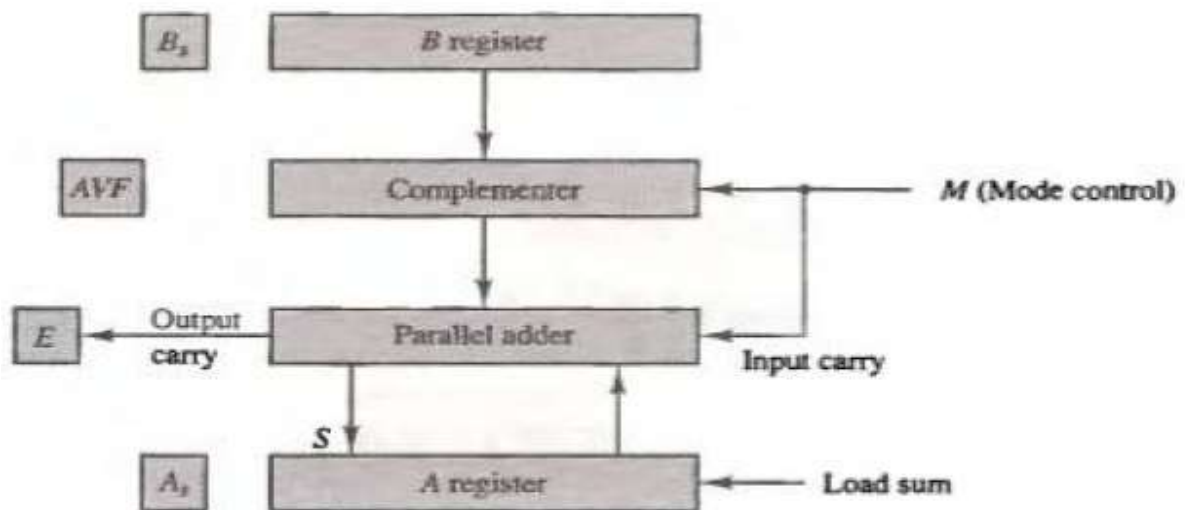 Bs B register
AVF Complementer M (Mode control)
E Output carry Parallel adder Input carry
S
As A register Load sum